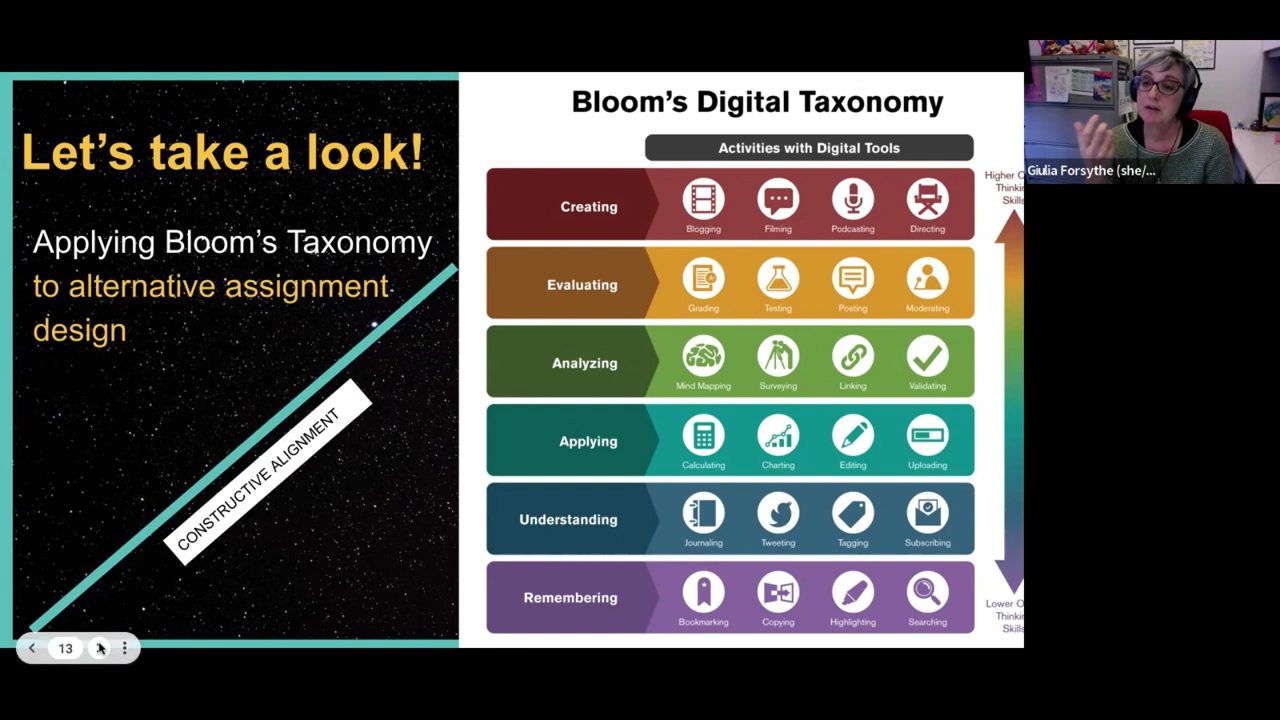 Let's take a look!
Applying Bloom's Taxonomy
to alternative assignment
design
CONSTRUCTIVE ALIGNMENT
13
Bloom's Digital Taxonomy
Activities with Digital Tools
Creating
Blogging Filming Podcasting Directing
Evaluating
Grading Testing Posting Moderating
Analyzing
Mind Mapping Surveying Linking Validating
Applying
Calculating Charting Editing Uploading
Understanding
Journaling Tweeting Tagging Subscribing
Remembering
Bookmarking Copying Highlighting Searching
Higher O
Thinki
Skills
Lower O
Thinki
Skills
Giulia Forsythe (she/...